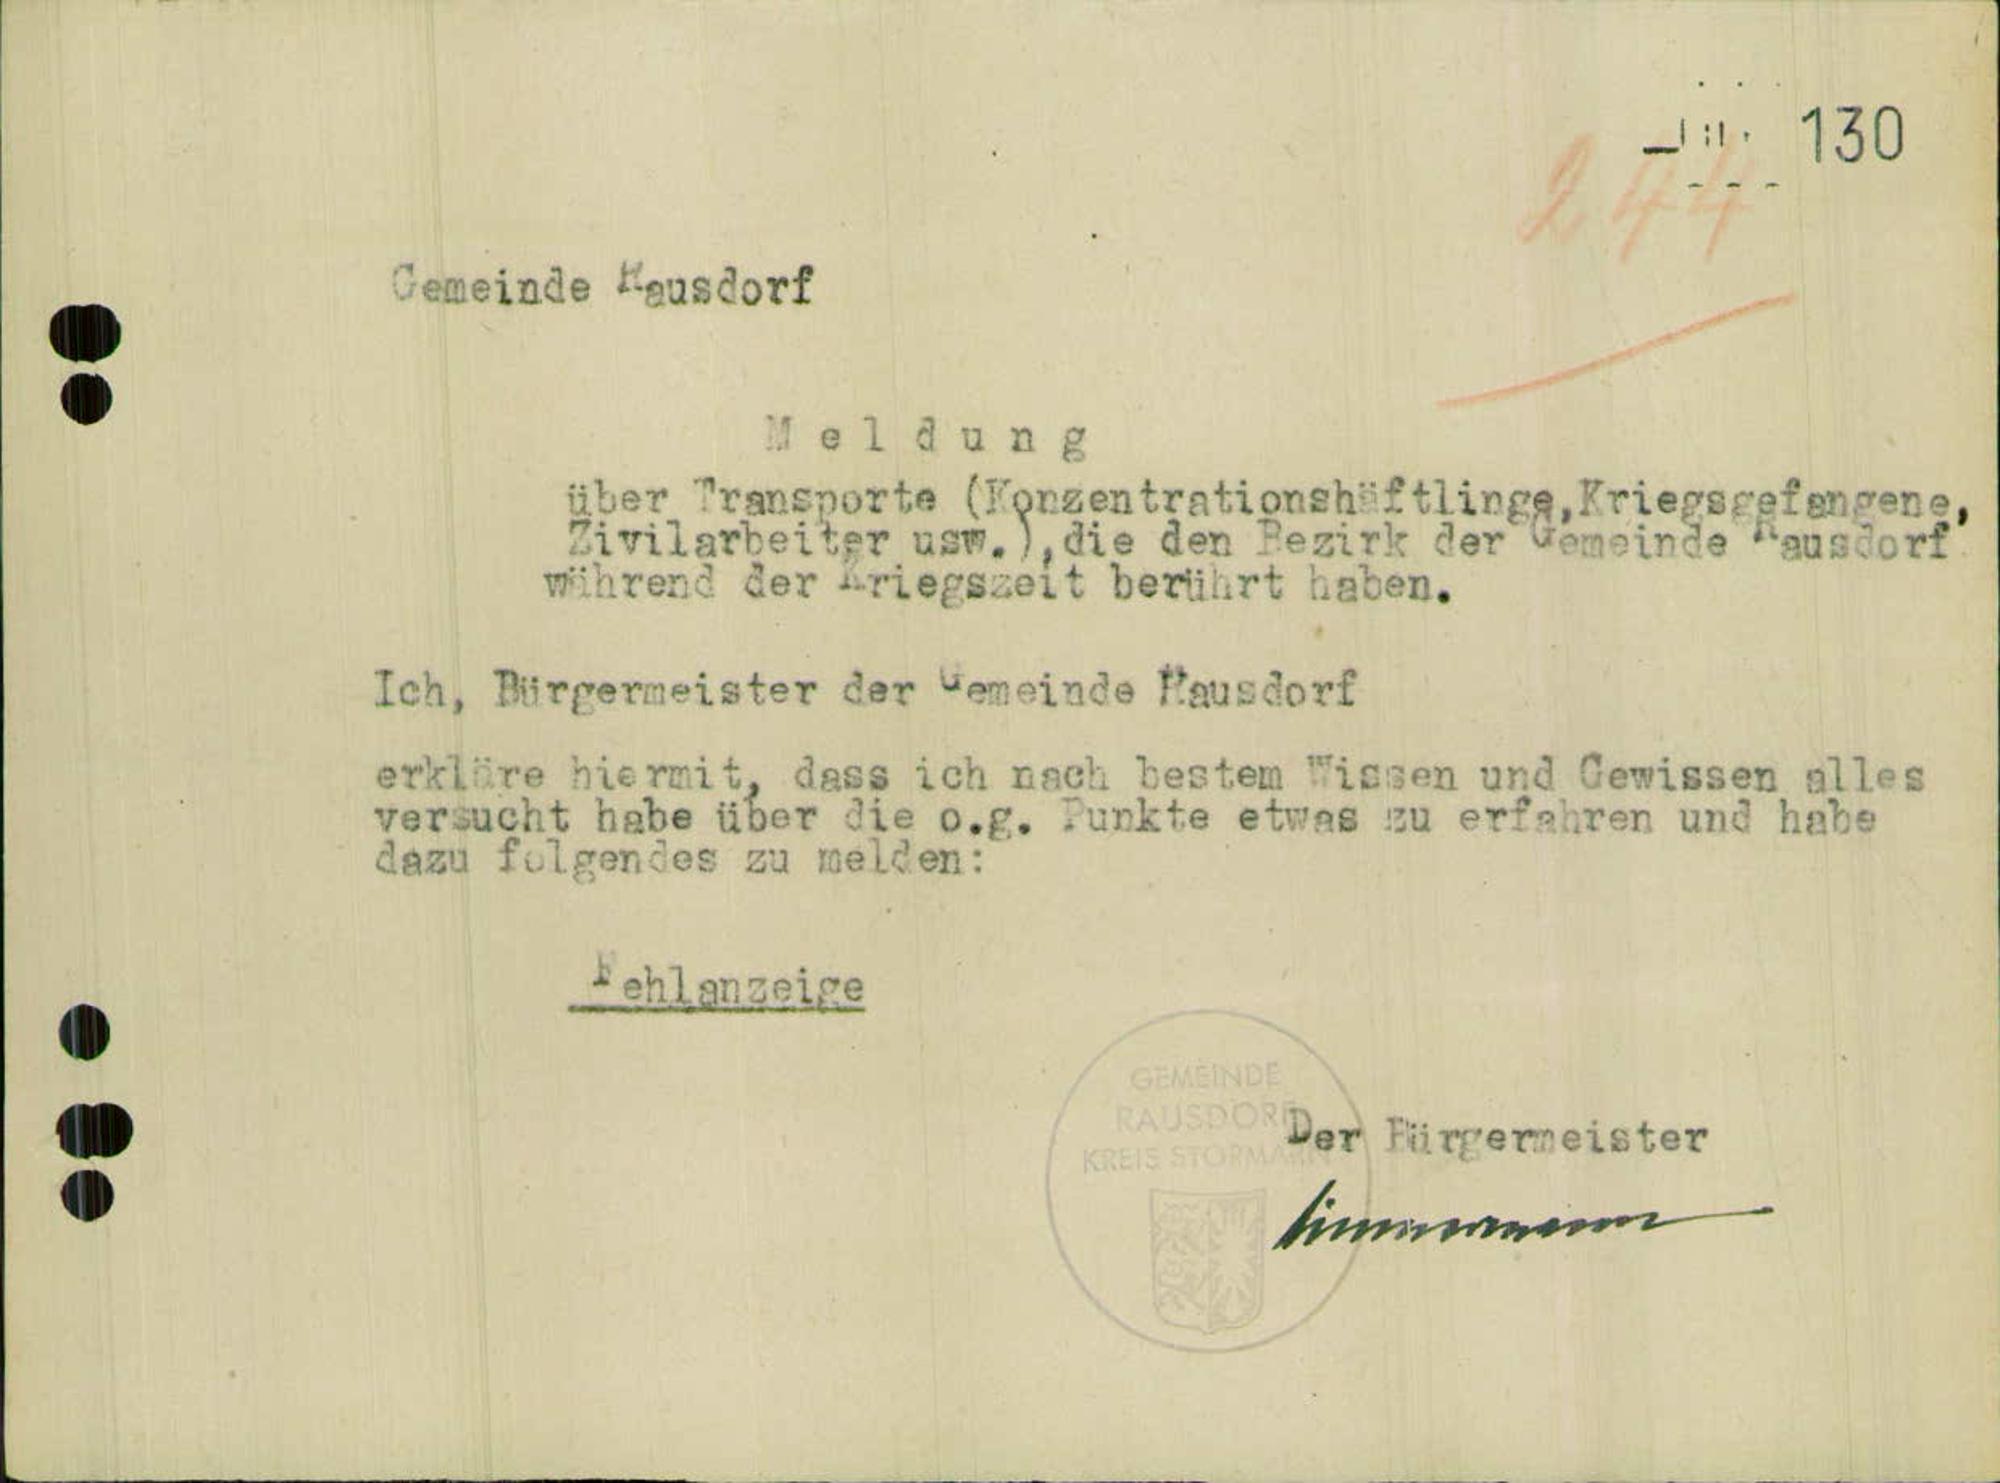 130
244
Gemeinde Rausdorf
Meldung
über Transporte (Konzentrationshäftlinge,Kriegsgefangene,
Zivilarbeiter usw.),die den Bezirk der Gemeinde Rausdorf
während der Kriegszeit berührt haben.
Ich, Bürgermeister der Gemeinde Rausdorf
erkläre hiermit, dass ich nach bestem Wissen und Gewissen alles
versucht habe über die o.g. Punkte etwas zu erfahren und habe
dazu folgendes zu melden:
Fehlanzeige
GEMEINDE
RAUSDORF
KREIS STORMARN
Der Bürgermeister
Zimmermann